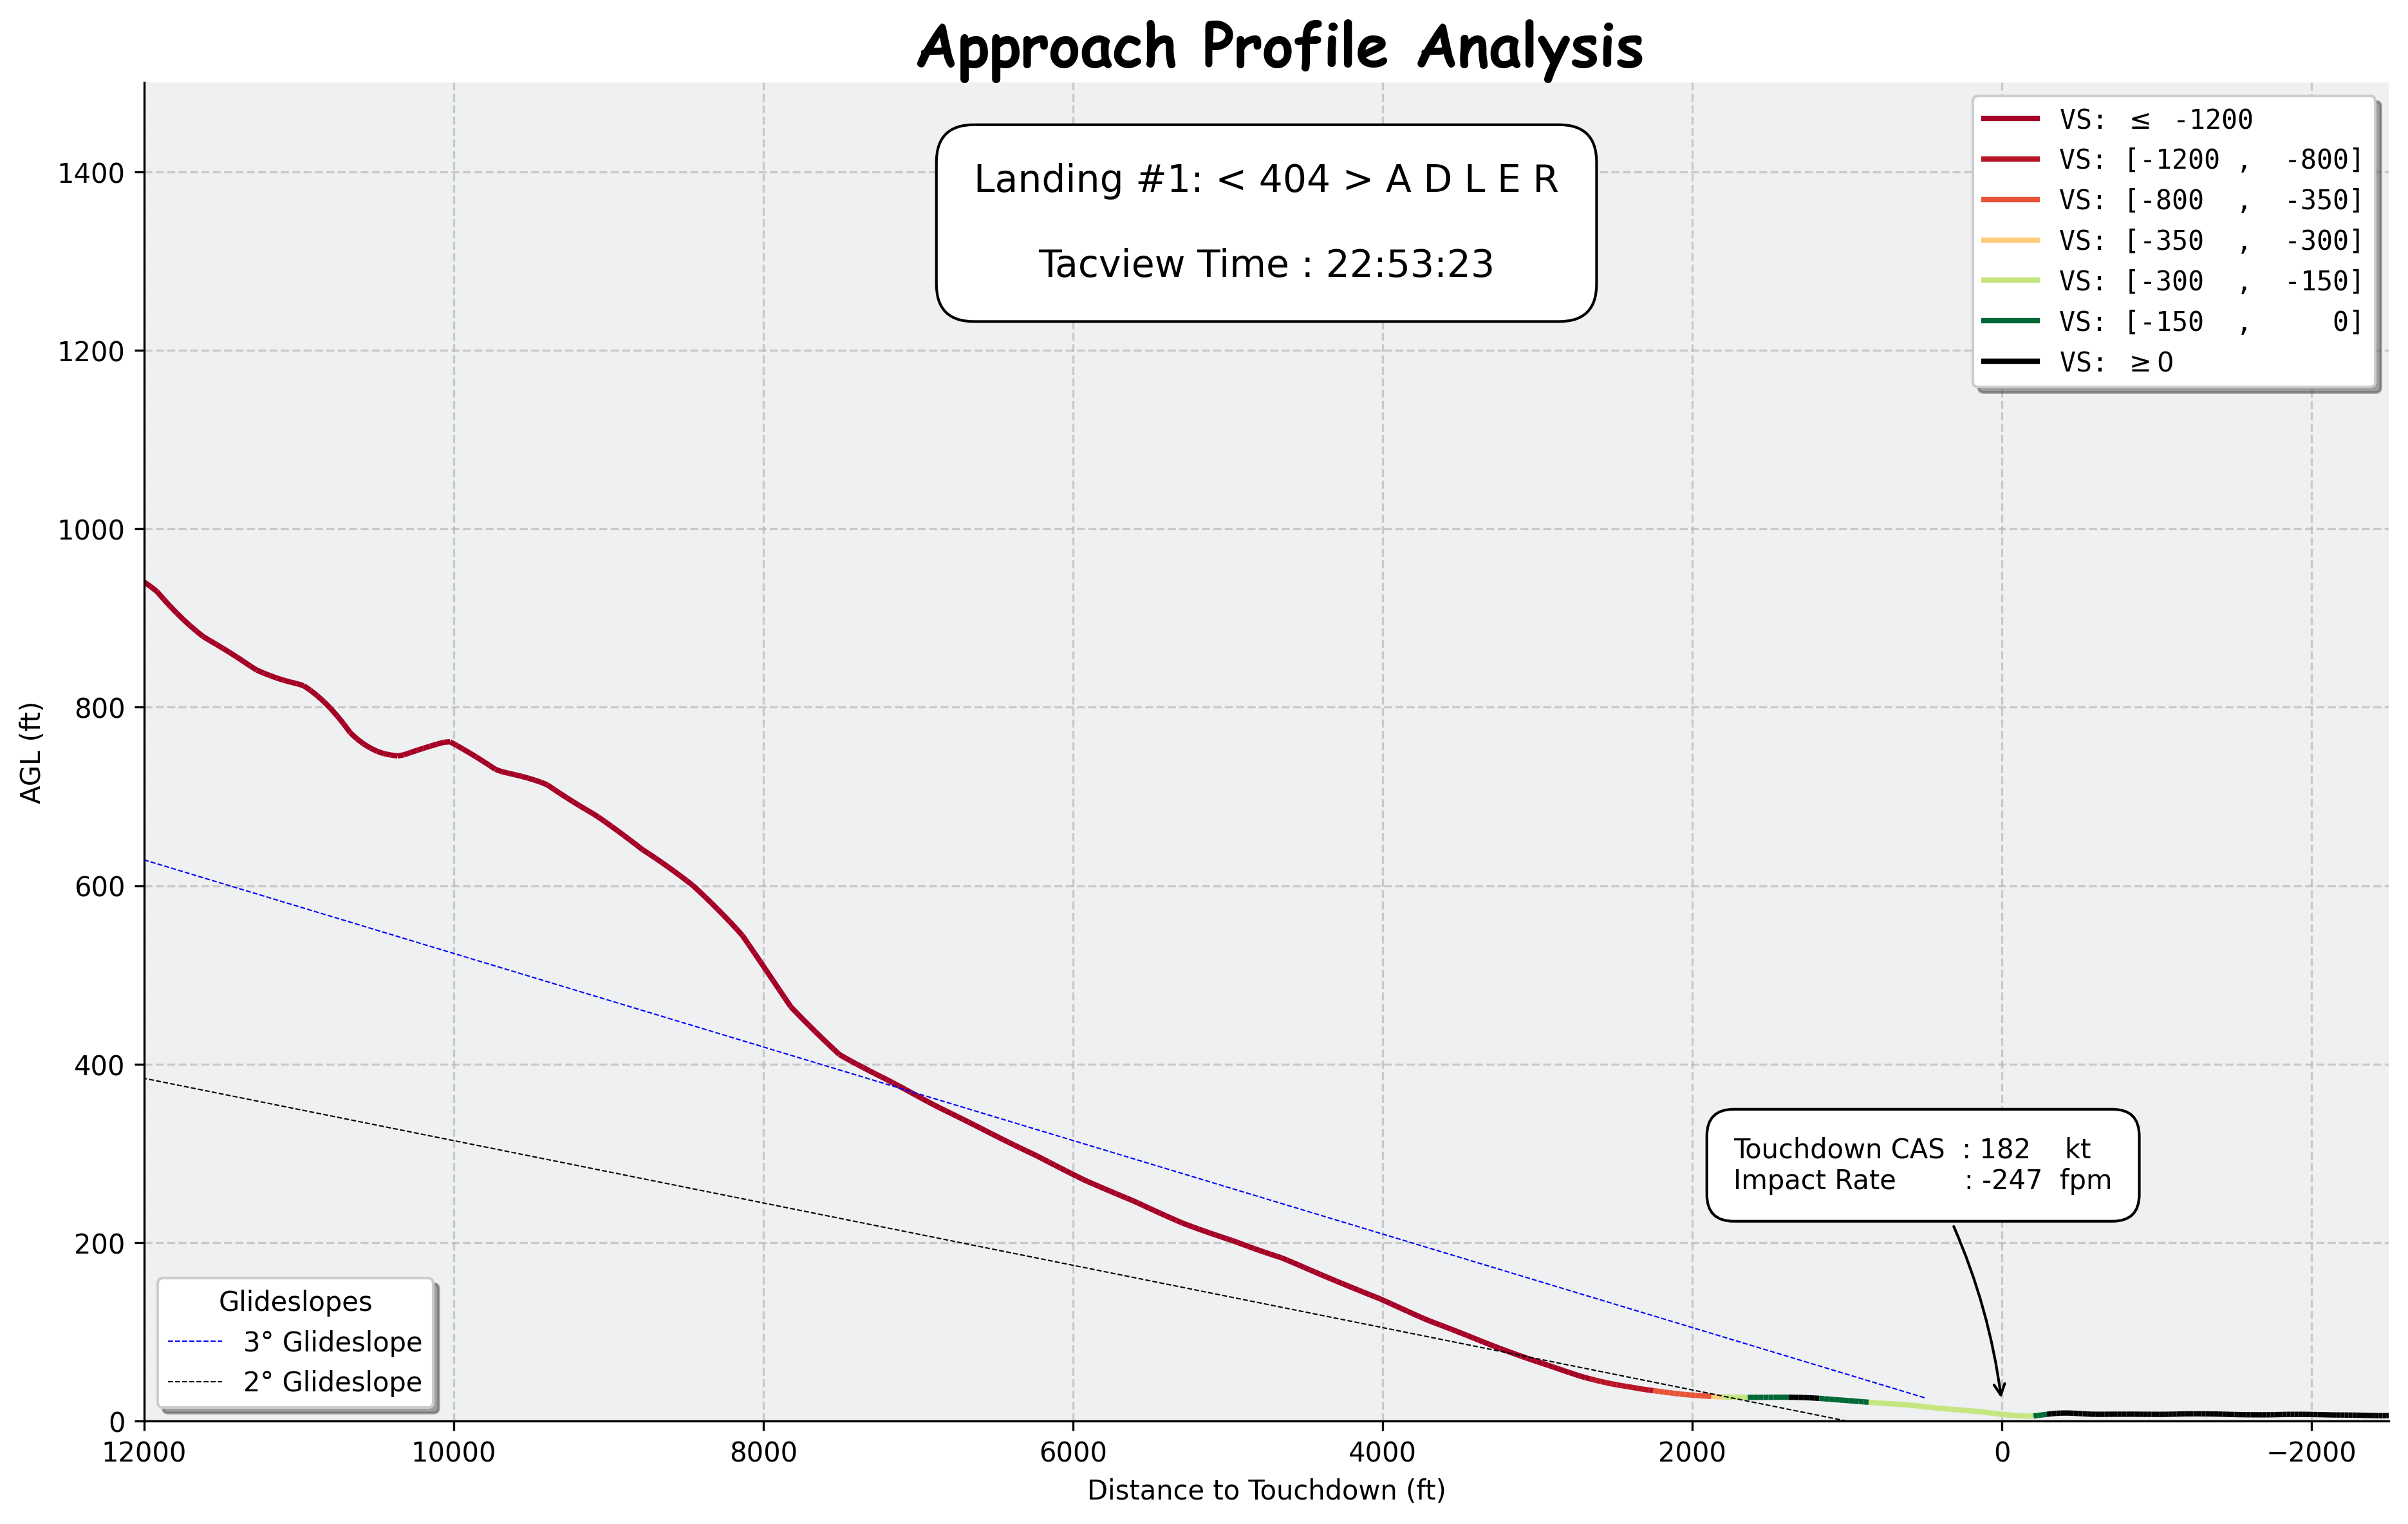 Approach Profile Analysis
Landing #1: < 404 > A D L E R
Tacview Time : 22:53:23
VS: ≤ -1200
VS: [-1200 , -800]
VS: [-800 , -350]
VS: [-350 , -300]
VS: [-300 , -150]
VS: [-150 , 0]
VS: ≥0
1400
1200
1000
800
600
400
200
0
AGL (ft)
Touchdown CAS : 182 kt
Impact Rate : -247 fpm
Glideslopes
3° Glideslope
2° Glideslope
12000 10000 8000 6000 4000 2000 0 −2000
Distance to Touchdown (ft)